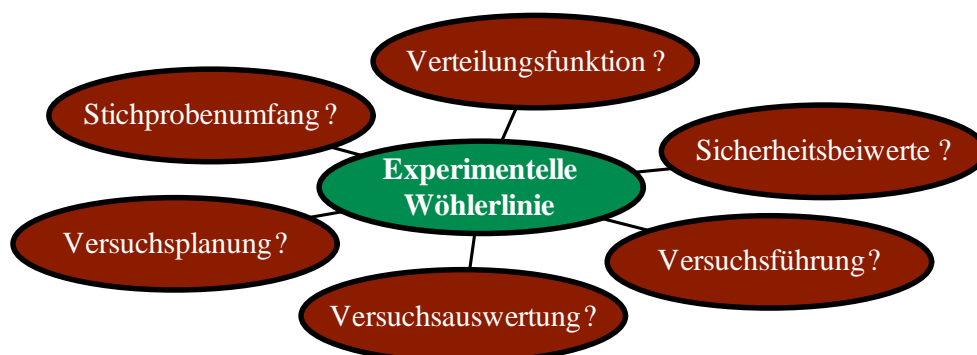 Verteilungsfunktion ?
Stichprobenumfang ?
Sicherheitsbeiwerte ?
Experimentelle
Wöhlerlinie
Versuchsplanung ?
Versuchsführung ?
Versuchsauswertung ?